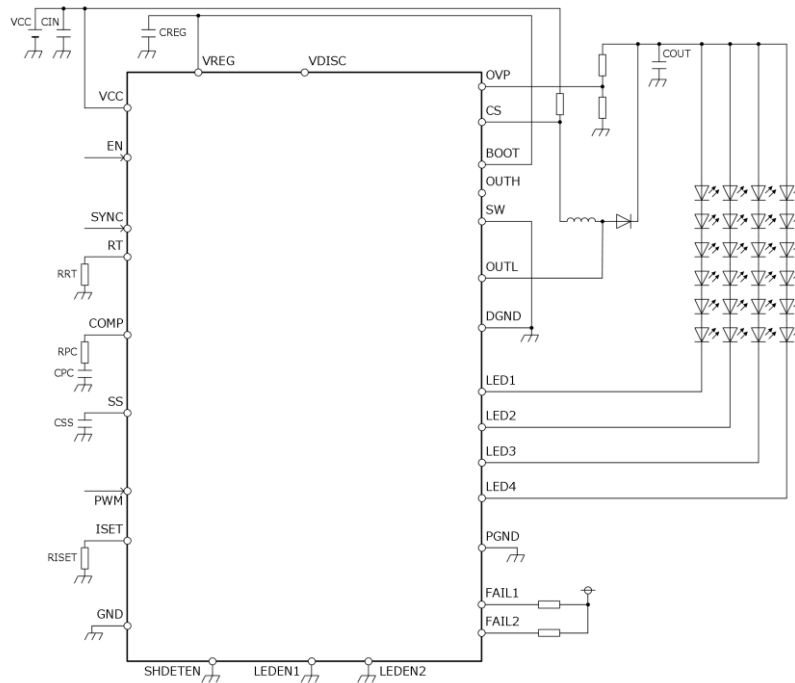 VCC
CIN
CREG
COUT
VREG
VDISC
OVP
VCC
CS
EN
BOOT
OUTH
SYNC
SW
RT
RRT
OUTL
COMP
DGND
RPC
CPC
LED1
SS
CSS
LED2
LED3
PWM
LED4
ISET
RISET
PGND
FAIL1
GND
FAIL2
SHDETEN
LEDEN1
LEDEN2